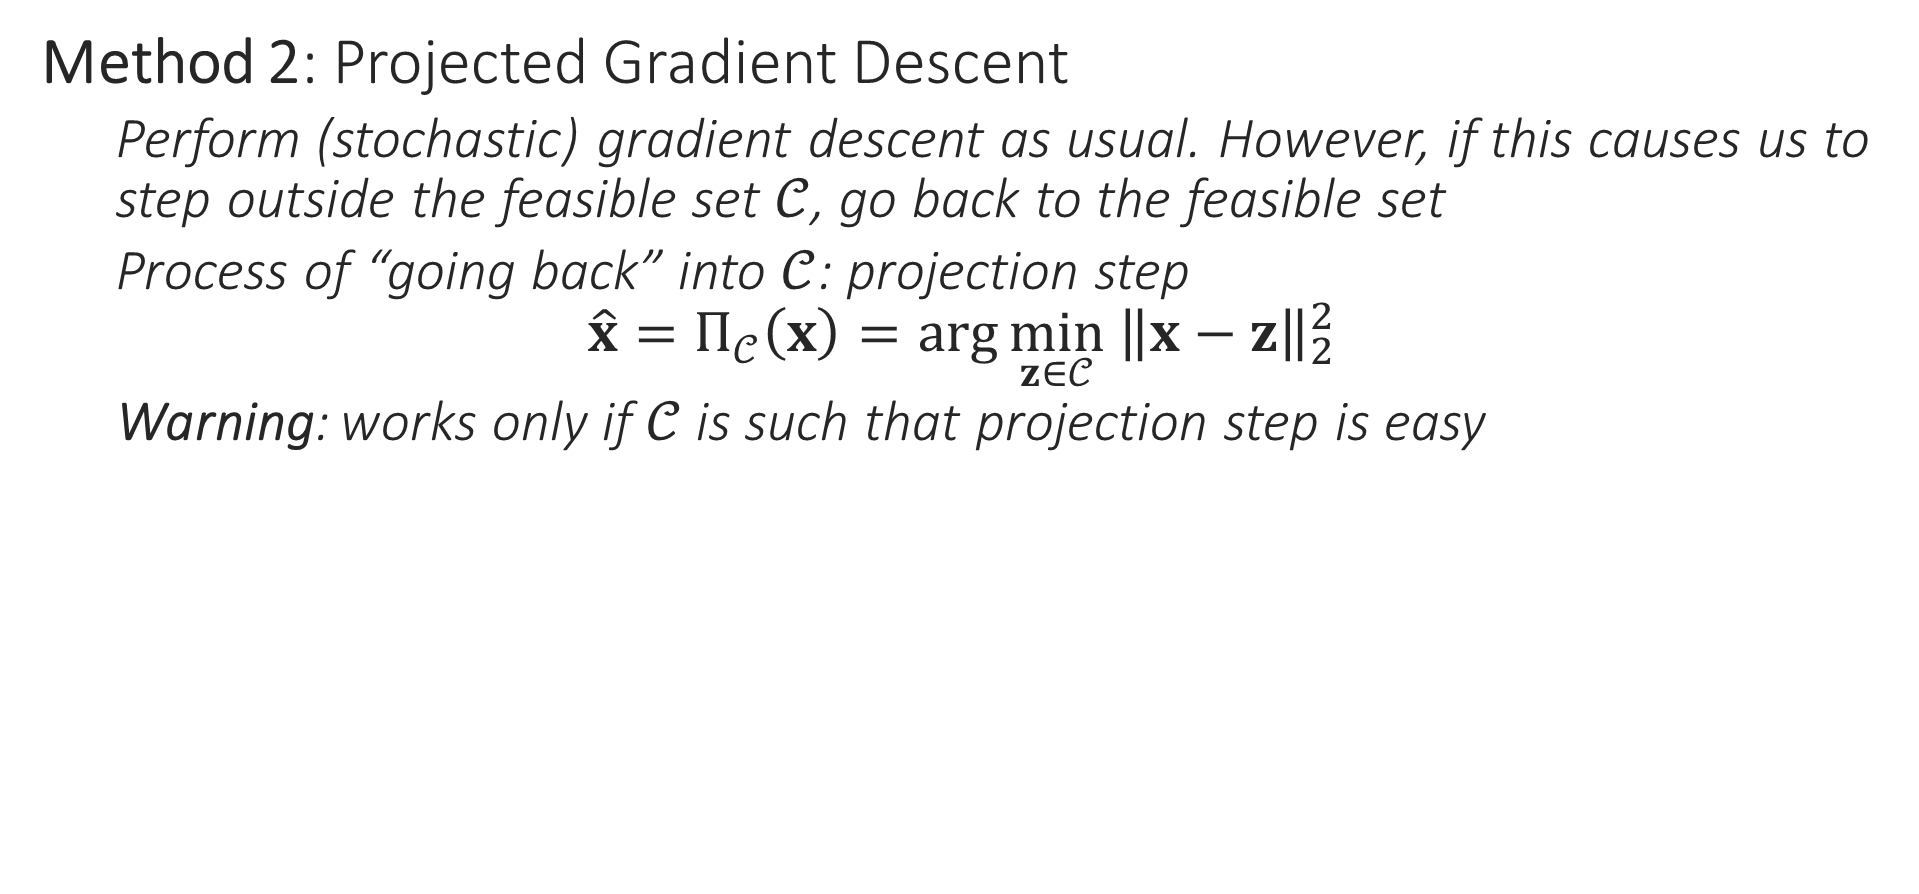 Method 2: Projected Gradient Descent
Perform (stochastic) gradient descent as usual. However, if this causes us to
step outside the feasible set 𝒞, go back to the feasible set
Process of “going back” into 𝒞: projection step
x̂ = Π_𝒞(x) = arg min_{z∈𝒞} ‖x − z‖₂²
Warning: works only if 𝒞 is such that projection step is easy